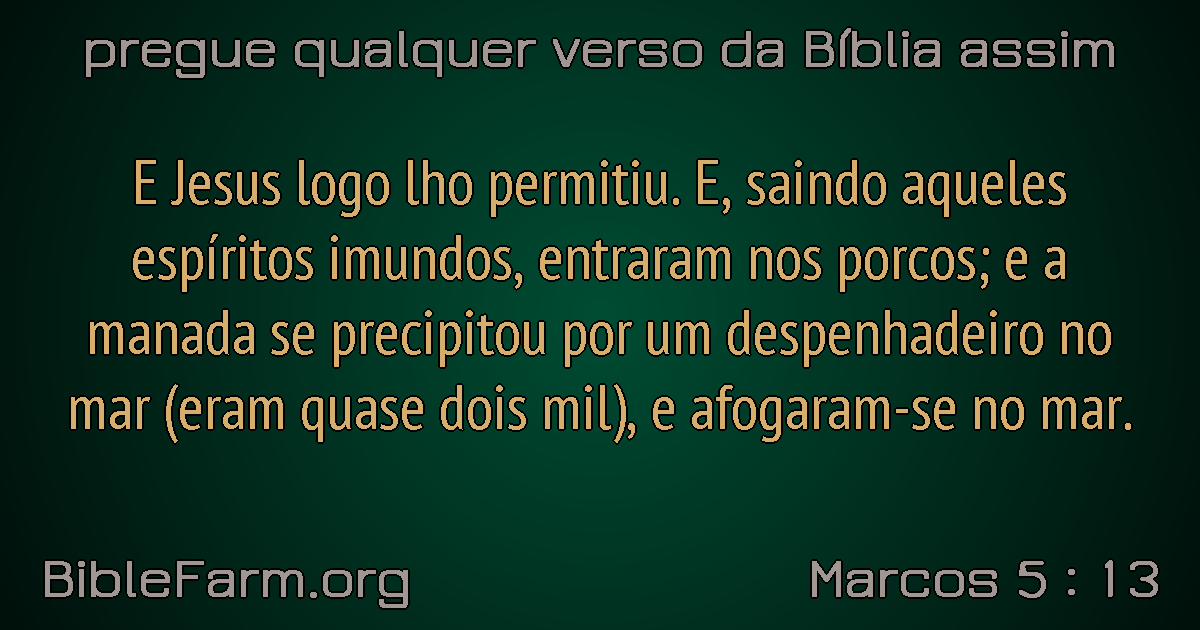 pregue qualquer verso da Bíblia assim
E Jesus logo lho permitiu. E, saindo aqueles
espíritos imundos, entraram nos porcos; e a
manada se precipitou por um despenhadeiro no
mar (eram quase dois mil), e afogaram-se no mar.
BibleFarm.org
Marcos 5 : 13